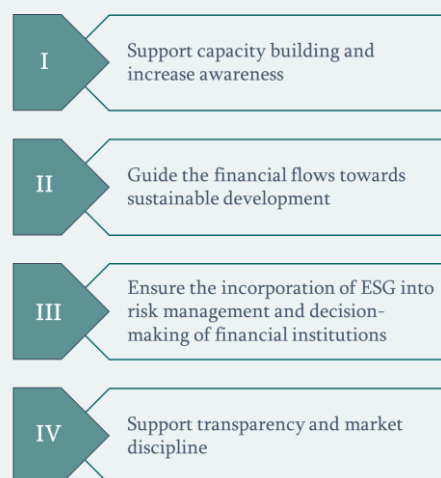 I
Support capacity building and
increase awareness
II
Guide the financial flows towards
sustainable development
III
Ensure the incorporation of ESG into
risk management and decision-
making of financial institutions
IV
Support transparency and market
discipline